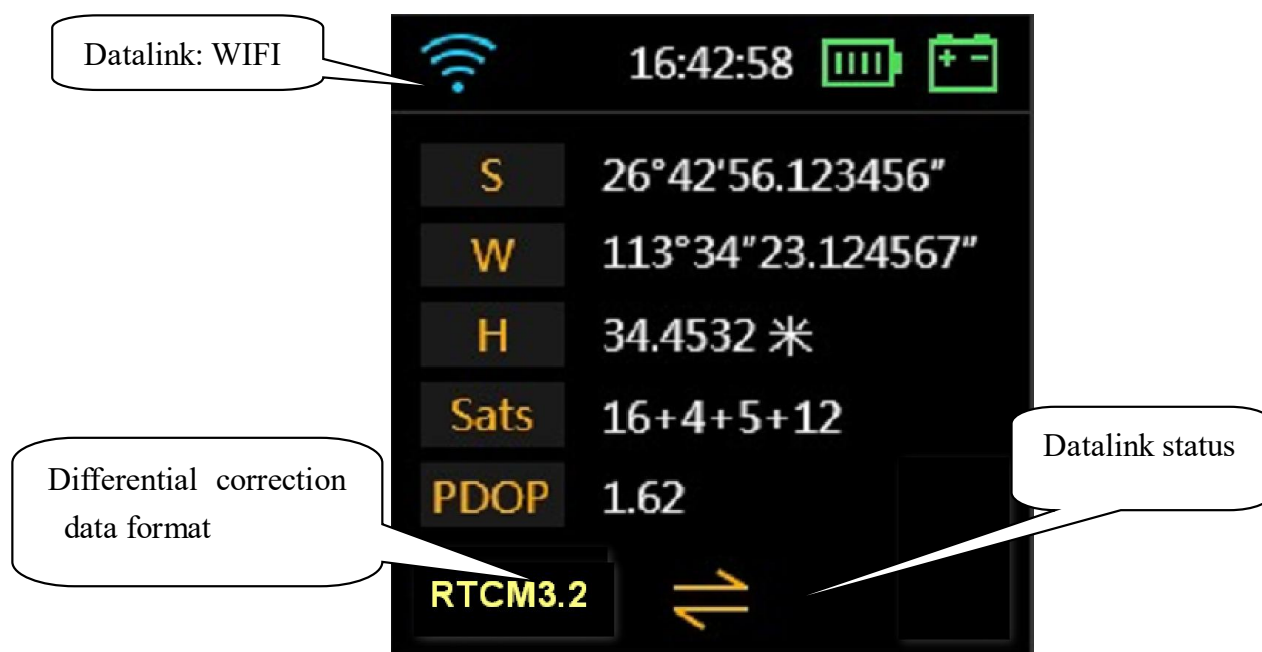 Datalink: WIFI
16:42:58
S 26°42'56.123456"
W 113°34"23.124567"
H 34.4532 米
Sats 16+4+5+12
PDOP 1.62
RTCM3.2
Differential correction
data format
Datalink status